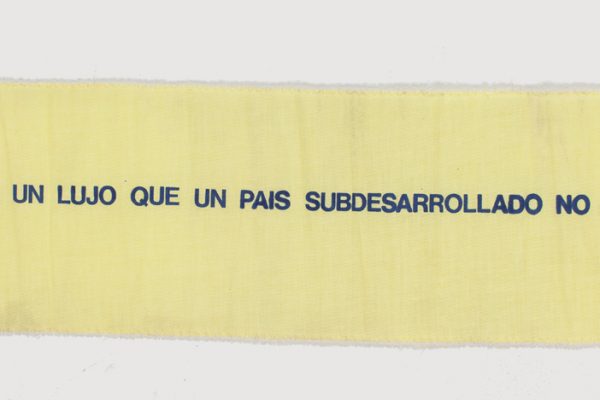 UN LUJO QUE UN PAIS SUBDESARROLLADO NO